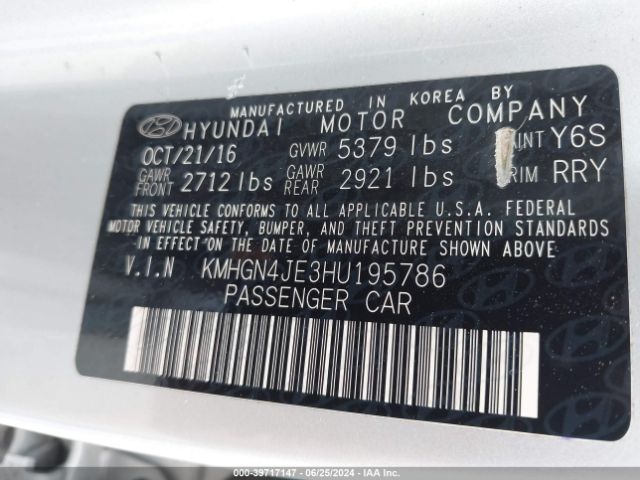 MANUFACTURED IN KOREA BY
HYUNDAI MOTOR COMPANY
OCT/21/16 GVWR 5379 lbs Y6S
GAWR FRONT 2712 lbs GAWR REAR 2921 lbs RRY
THIS VEHICLE CONFORMS TO ALL APPLICABLE U.S.A. FEDERAL
MOTOR VEHICLE SAFETY, BUMPER, AND THEFT PREVENTION STANDARDS
IN EFFECT ON THE DATE OF MANUFACTURE SHOWN ABOVE.
V.I.N KMHGN4JE3HU195786
PASSENGER CAR
000-39717147 - 06/25/2024 - IAA Inc.